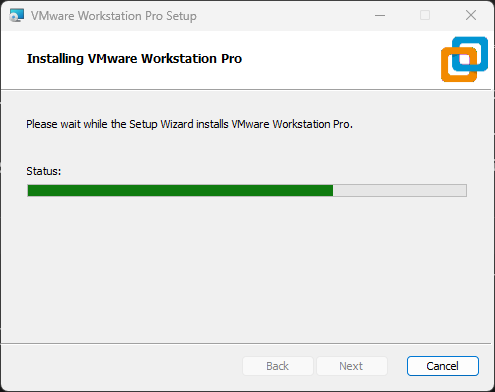 VMware Workstation Pro Setup
Installing VMware Workstation Pro
Please wait while the Setup Wizard installs VMware Workstation Pro.
Status:
Back
Next
Cancel